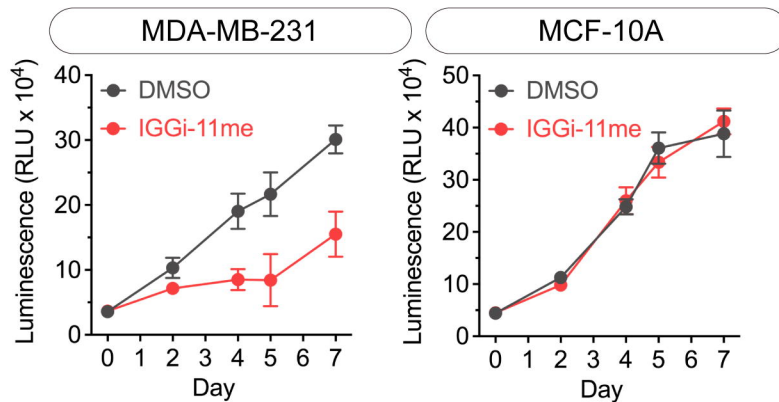 MDA-MB-231
Luminescence (RLU x 10⁴)
40
30
20
10
0
DMSO
IGGi-11me
0 1 2 3 4 5 6 7
Day
MCF-10A
Luminescence (RLU x 10⁴)
50
40
30
20
10
0
DMSO
IGGi-11me
0 1 2 3 4 5 6 7
Day